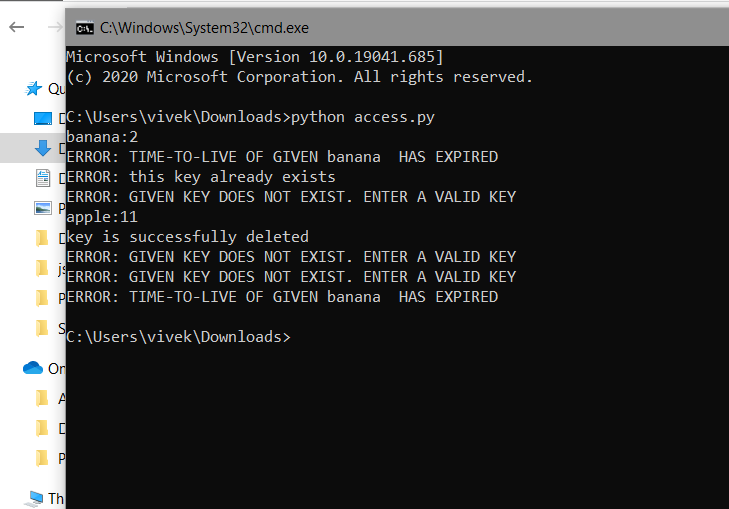 C:\Windows\System32\cmd.exe
Microsoft Windows [Version 10.0.19041.685]
(c) 2020 Microsoft Corporation. All rights reserved.
C:\Users\vivek\Downloads>python access.py
banana:2
ERROR: TIME-TO-LIVE OF GIVEN banana  HAS EXPIRED
ERROR: this key already exists
ERROR: GIVEN KEY DOES NOT EXIST. ENTER A VALID KEY
apple:11
key is successfully deleted
ERROR: GIVEN KEY DOES NOT EXIST. ENTER A VALID KEY
ERROR: GIVEN KEY DOES NOT EXIST. ENTER A VALID KEY
ERROR: TIME-TO-LIVE OF GIVEN banana  HAS EXPIRED
C:\Users\vivek\Downloads>